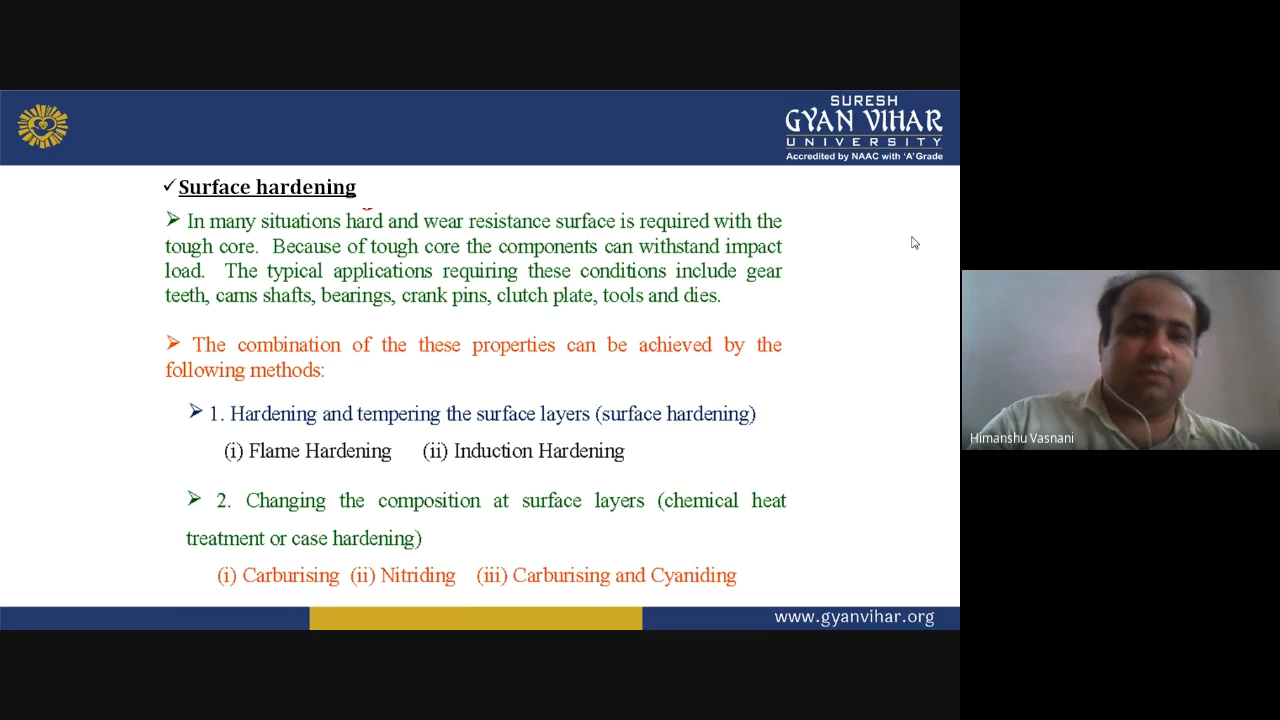 SURESH
GYAN VIHAR
UNIVERSITY
Accredited by NAAC with 'A' Grade
✓Surface hardening
➢ In many situations hard and wear resistance surface is required with the
tough core. Because of tough core the components can withstand impact
load. The typical applications requiring these conditions include gear
teeth, cams shafts, bearings, crank pins, clutch plate, tools and dies.
➢ The combination of the these properties can be achieved by the
following methods:
➢ 1. Hardening and tempering the surface layers (surface hardening)
(i) Flame Hardening (ii) Induction Hardening
➢ 2. Changing the composition at surface layers (chemical heat
treatment or case hardening)
(i) Carburising (ii) Nitriding (iii) Carburising and Cyaniding
www.gyanvihar.org
Himanshu Vasnani